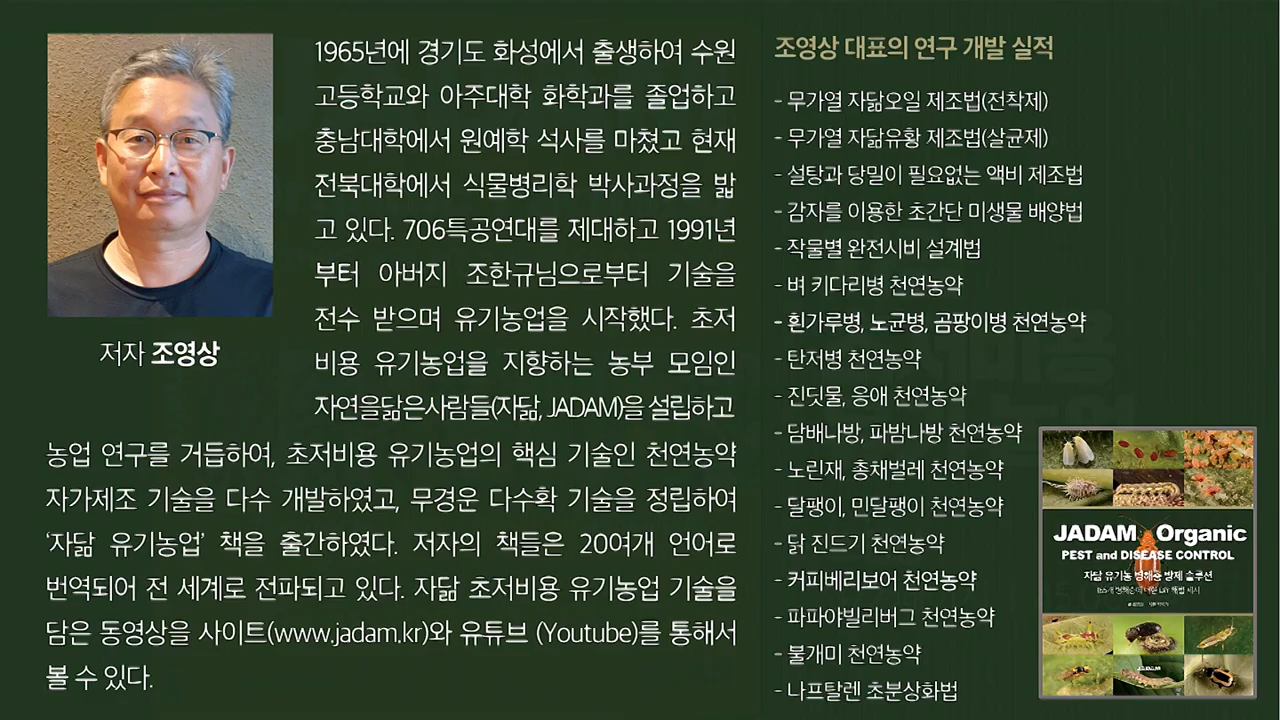 1965년에 경기도 화성에서 출생하여 수원
고등학교와 아주대학 화학과를 졸업하고
충남대학에서 원예학 석사를 마쳤고 현재
전북대학에서 식물병리학 박사과정을 밟
고 있다. 706특공연대를 제대하고 1991년
부터 아버지 조한규님으로부터 기술을
전수 받으며 유기농업을 시작했다. 초저
비용 유기농업을 지향하는 농부 모임인
자연을닮은사람들(자닮, JADAM)을 설립하고
농업 연구를 거듭하여, 초저비용 유기농업의 핵심 기술인 천연농약
자가제조 기술을 다수 개발하였고, 무경운 다수확 기술을 정립하여
‘자닮 유기농업’ 책을 출간하였다. 저자의 책들은 20여개 언어로
번역되어 전 세계로 전파되고 있다. 자닮 초저비용 유기농업 기술을
담은 동영상을 사이트(www.jadam.kr)와 유튜브 (Youtube)를 통해서
볼 수 있다.
저자 조영상
조영상 대표의 연구 개발 실적
- 무가열 자닮오일 제조법(전착제)
- 무가열 자닮유황 제조법(살균제)
- 설탕과 당밀이 필요없는 액비 제조법
- 감자를 이용한 초간단 미생물 배양법
- 작물별 완전시비 설계법
- 벼 키다리병 천연농약
- 흰가루병, 노균병, 곰팡이병 천연농약
- 탄저병 천연농약
- 진딧물, 응애 천연농약
- 담배나방, 파밤나방 천연농약
- 노린재, 총채벌레 천연농약
- 달팽이, 민달팽이 천연농약
- 닭 진드기 천연농약
- 커피베리보어 천연농약
- 파파야빌리버그 천연농약
- 불개미 천연농약
- 나프탈렌 초분상화법
JADAM Organic
PEST and DISEASE CONTROL
자닮 유기농 병해충 방제 솔루션
JADAM